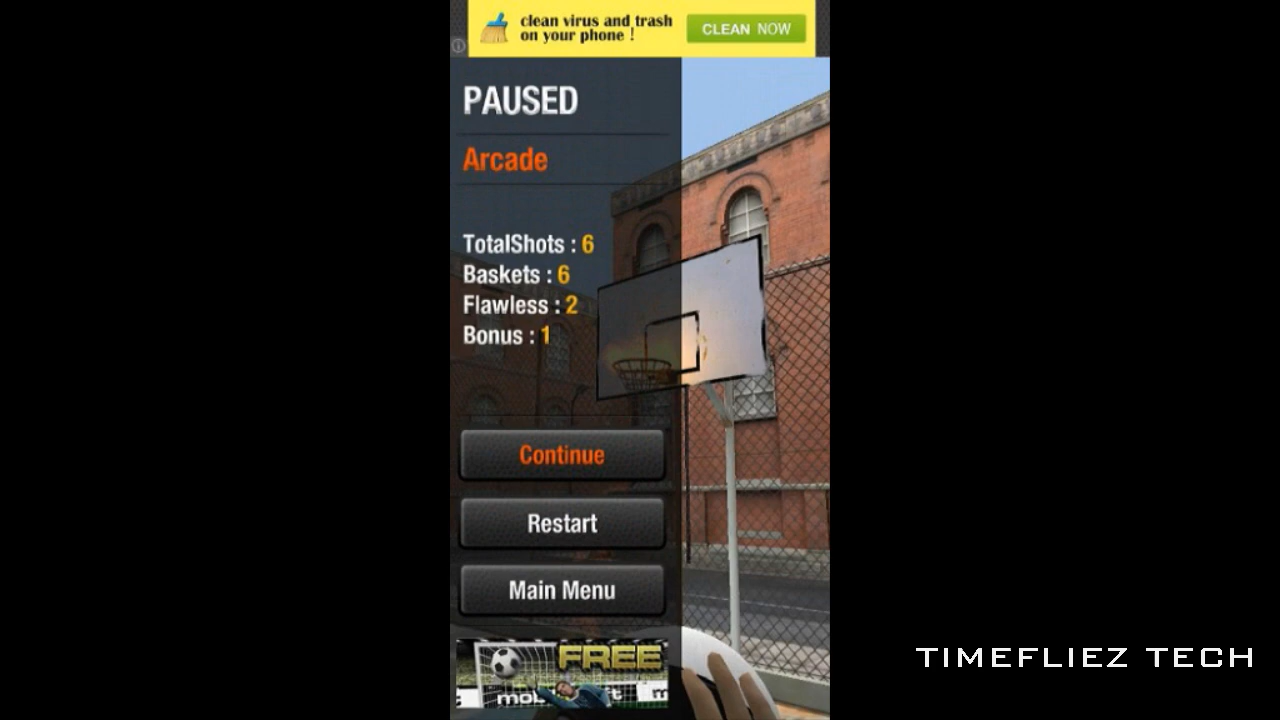 clean virus and trash
on your phone !
CLEAN NOW
PAUSED
Arcade
TotalShots : 6
Baskets : 6
Flawless : 2
Bonus : 1
Continue
Restart
Main Menu
FREE
TIMEFLIEZ TECH